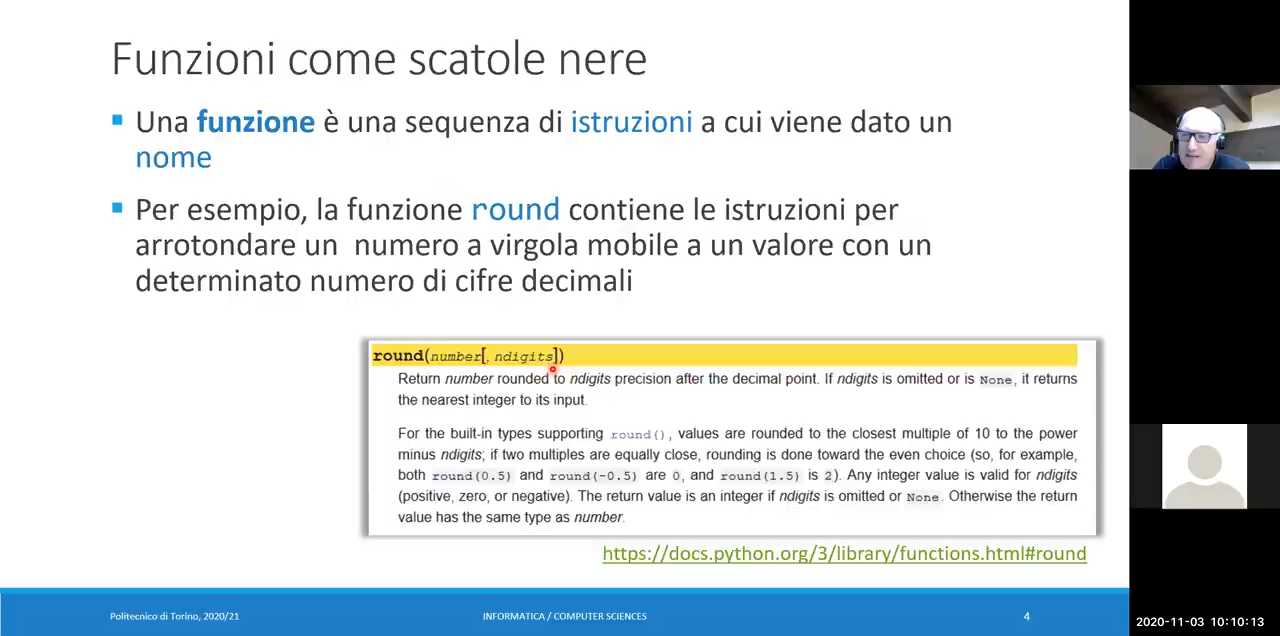 Funzioni come scatole nere
Una funzione è una sequenza di istruzioni a cui viene dato un
nome
Per esempio, la funzione round contiene le istruzioni per
arrotondare un numero a virgola mobile a un valore con un
determinato numero di cifre decimali
round(number[, ndigits])
Return number rounded to ndigits precision after the decimal point. If ndigits is omitted or is None, it returns
the nearest integer to its input.
For the built-in types supporting round(), values are rounded to the closest multiple of 10 to the power
minus ndigits; if two multiples are equally close, rounding is done toward the even choice (so, for example,
both round(0.5) and round(-0.5) are 0, and round(1.5) is 2). Any integer value is valid for ndigits
(positive, zero, or negative). The return value is an integer if ndigits is omitted or None. Otherwise the return
value has the same type as number.
https://docs.python.org/3/library/functions.html#round
Politecnico di Torino, 2020/21
INFORMATICA / COMPUTER SCIENCES
4
2020-11-03 10:10:13